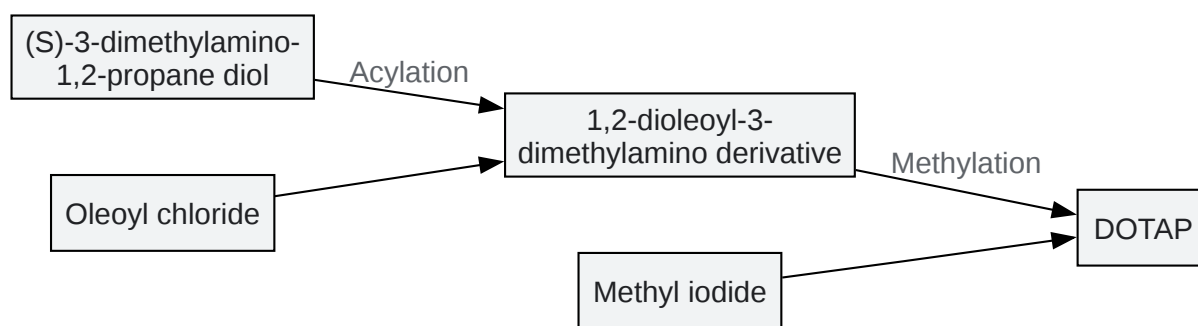 (S)-3-dimethylamino-
1,2-propane diol
Acylation
Oleoyl chloride
1,2-dioleoyl-3-
dimethylamino derivative
Methylation
Methyl iodide
DOTAP